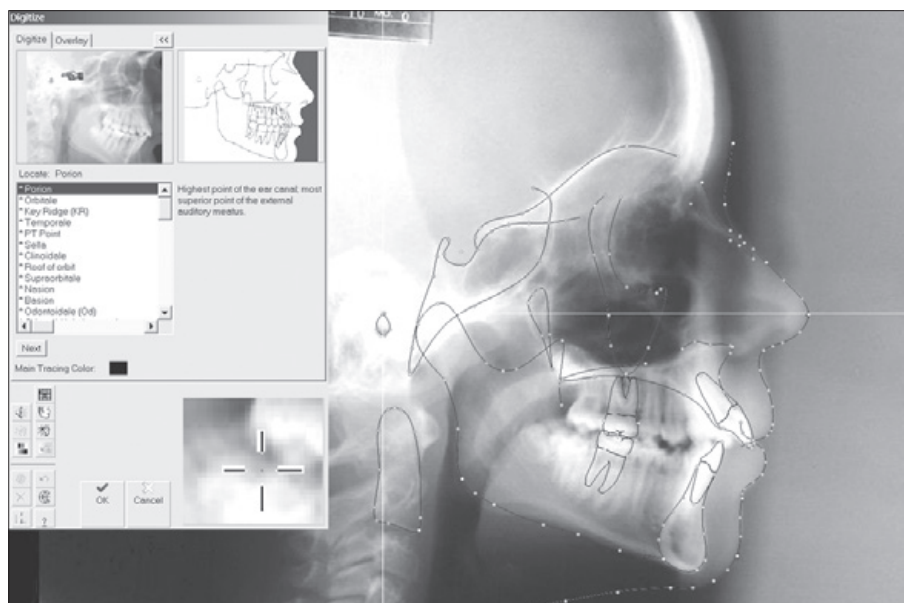 Digitize
Digitize
Overlay
<<
Locate: Porion
* Porion
* Orbitale
* Key Ridge (KR)
* Temporale
* PT Point
* Sella
* Clinoidale
* Roof of orbit
* Supraorbitale
* Nasion
* Basion
* Odontoidale (Od)
Highest point of the ear canal; most
superior point of the external
auditory meatus.
Next
Main Tracing Color:
OK
Cancel
?